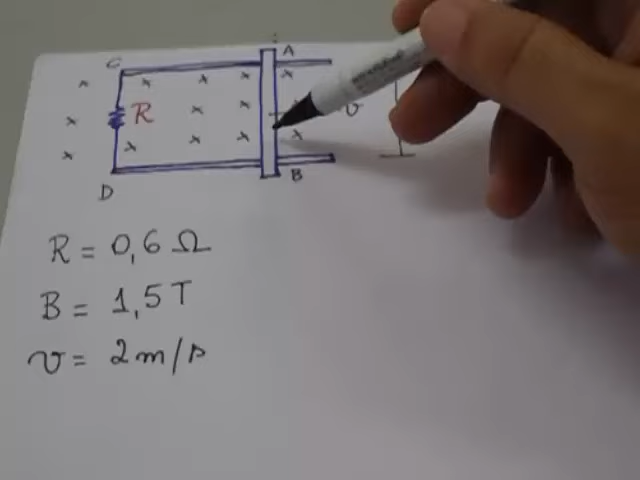 C
A
R
v
D
B
R = 0,6 Ω
B = 1,5 T
v = 2 m/s